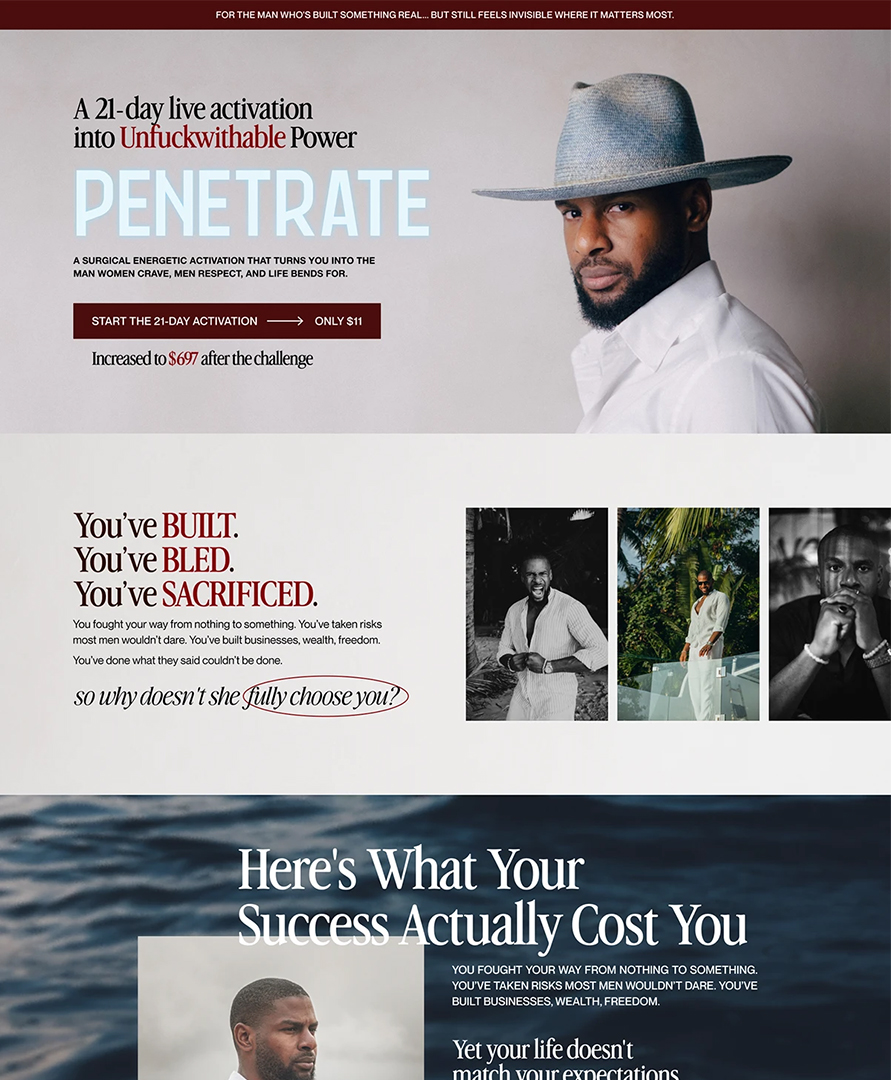 FOR THE MAN WHO'S BUILT SOMETHING REAL... BUT STILL FEELS INVISIBLE WHERE IT MATTERS MOST.
A 21-day live activation
into Unfuckwithable Power
PENETRATE
A SURGICAL ENERGETIC ACTIVATION THAT TURNS YOU INTO THE
MAN WOMEN CRAVE, MEN RESPECT, AND LIFE BENDS FOR.
START THE 21-DAY ACTIVATION ⟶ ONLY $11
Increased to $697 after the challenge
You've BUILT.
You've BLED.
You've SACRIFICED.
You fought your way from nothing to something. You've taken risks
most men wouldn't dare. You've built businesses, wealth, freedom.
You've done what they said couldn't be done.
so why doesn't she fully choose you?
Here's What Your
Success Actually Cost You
YOU FOUGHT YOUR WAY FROM NOTHING TO SOMETHING.
YOU'VE TAKEN RISKS MOST MEN WOULDN'T DARE. YOU'VE
BUILT BUSINESSES, WEALTH, FREEDOM.
Yet your life doesn't
match your expectations